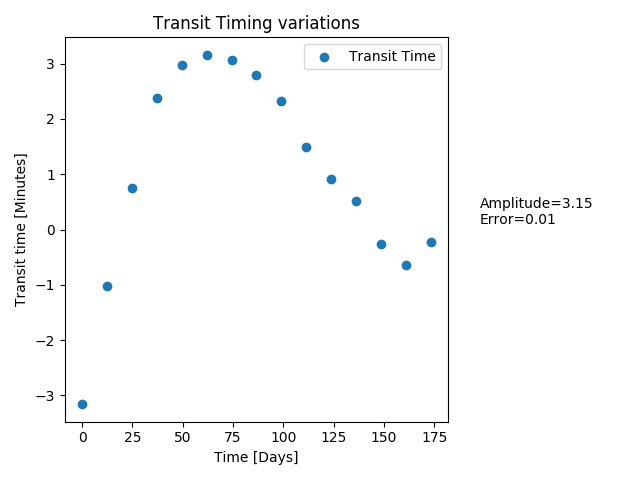 Transit Timing variations
Transit Time
Transit time [Minutes]
3
2
1
0
−1
−2
−3
0 25 50 75 100 125 150 175
Time [Days]
Amplitude=3.15
Error=0.01